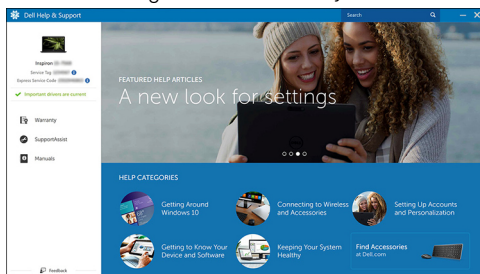 Dell Help & Support
Search
Inspiron
Service Tag
Express Service Code
Important drivers are current
Warranty
SupportAssist
Manuals
Feedback
FEATURED HELP ARTICLES
A new look for settings
HELP CATEGORIES
Getting Around
Windows 10
Connecting to Wireless
and Accessories
Setting Up Accounts
and Personalization
Getting to Know Your
Device and Software
Keeping Your System
Healthy
Find Accessories
at Dell.com